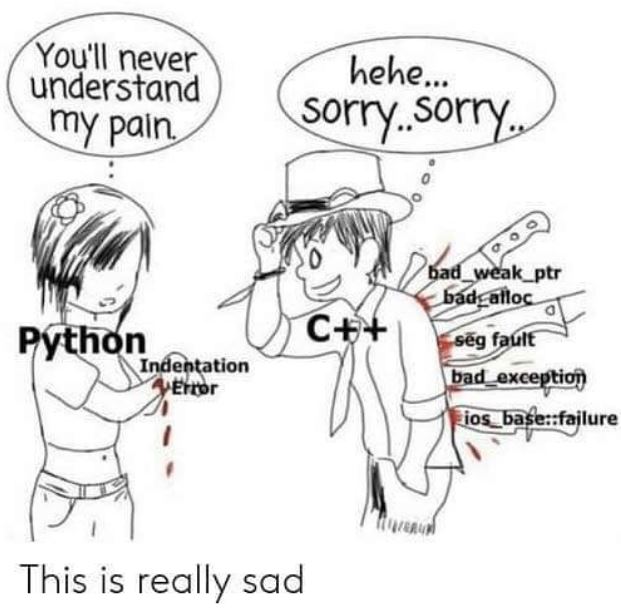 You'll never
understand
my pain.
hehe...
sorry..sorry..
Python
Indentation
Error
C++
bad_weak_ptr
bad_alloc
seg fault
bad_exception
ios_base::failure
This is really sad